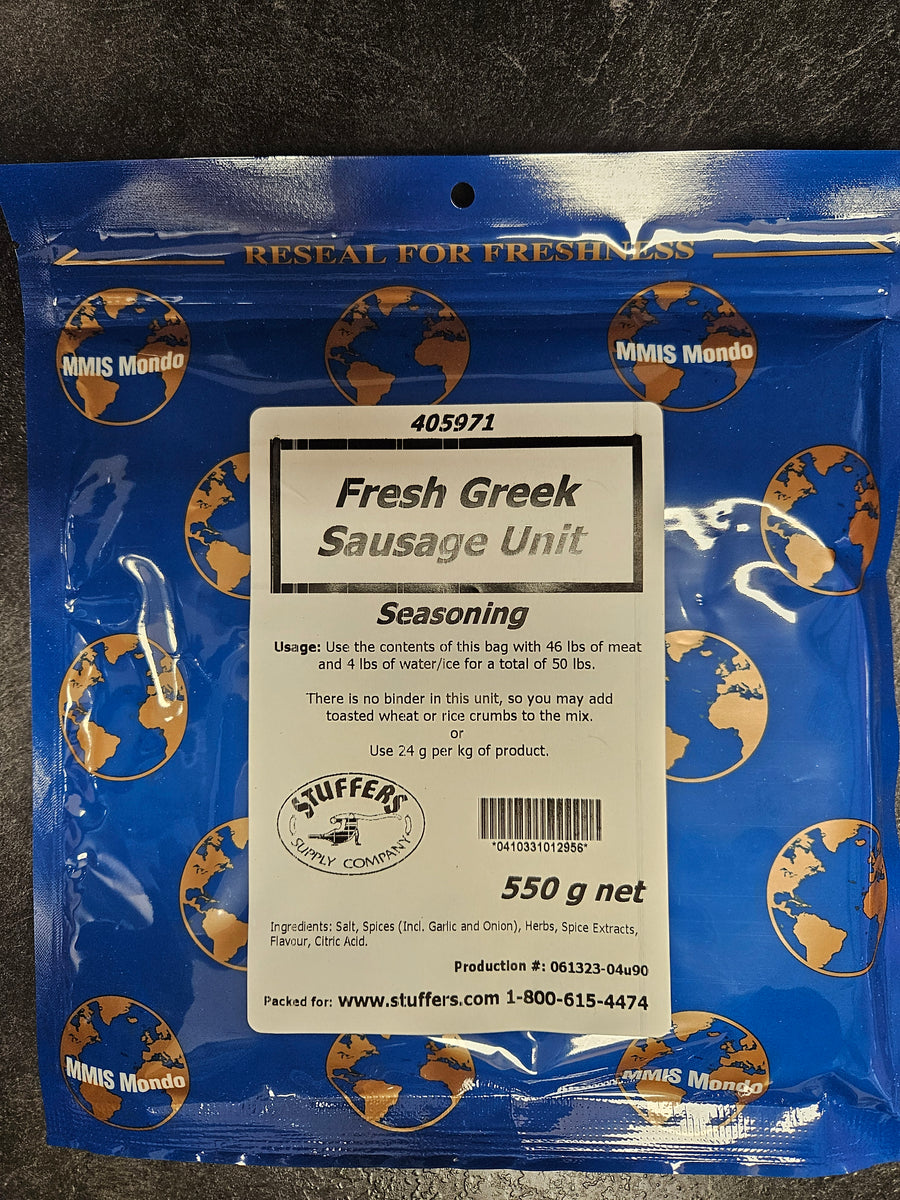 RESEAL FOR FRESHNESS
MMIS Mondo
MMIS Mondo
405971
Fresh Greek
Sausage Unit
Seasoning
Usage: Use the contents of this bag with 46 lbs of meat
and 4 lbs of water/ice for a total of 50 lbs.
There is no binder in this unit, so you may add
toasted wheat or rice crumbs to the mix.
or
Use 24 g per kg of product.
STUFFERS
SUPPLY COMPANY
*0410331012956*
550 g net
Ingredients: Salt, Spices (Incl. Garlic and Onion), Herbs, Spice Extracts,
Flavour, Citric Acid.
Production #: 061323-04u90
Packed for: www.stuffers.com 1-800-615-4474
MMIS Mondo
MMIS Mondo